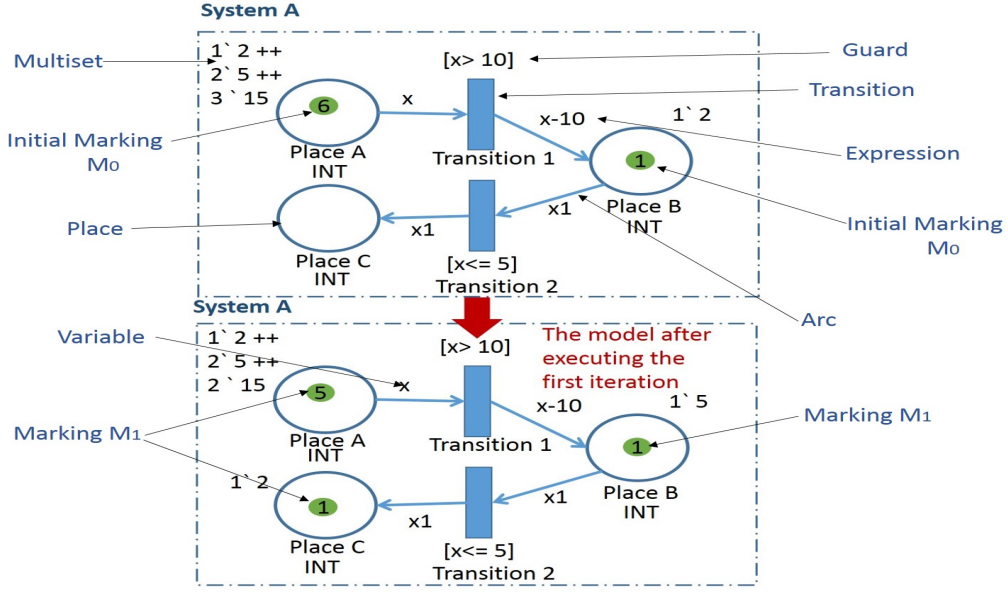 System A
Multiset
1` 2 ++
2` 5 ++
3 ` 15
[x> 10]
Guard
Transition
6
x
x-10
1` 2
Initial Marking
M0
Place A
INT
Transition 1
1
Expression
Place
x1
x1
Place B
INT
Initial Marking
M0
Place C
INT
[x<= 5]
Transition 2
Arc
System A
Variable
1` 2 ++
2` 5 ++
2 ` 15
[x> 10]
The model after
executing the
first iteration
5
x
x-10
1` 5
Marking M1
Place A
INT
Transition 1
1
Marking M1
1` 2
1
x1
x1
Place B
INT
Place C
INT
[x<= 5]
Transition 2